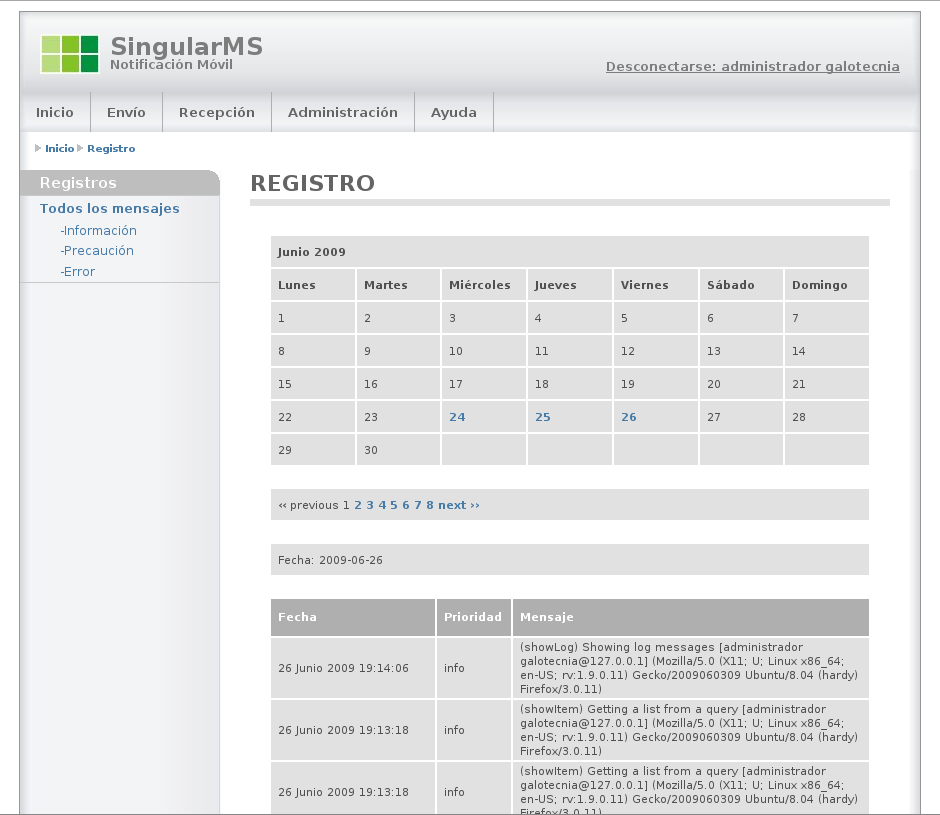 SingularMS
Notificación Móvil
Desconectarse: administrador galotecnia
Inicio Envío Recepción Administración Ayuda
Inicio Registro
Registros
Todos los mensajes
-Información
-Precaución
-Error
REGISTRO
Junio 2009
Lunes Martes Miércoles Jueves Viernes Sábado Domingo
1 2 3 4 5 6 7
8 9 10 11 12 13 14
15 16 17 18 19 20 21
22 23 24 25 26 27 28
29 30
‹‹ previous 1 2 3 4 5 6 7 8 next ››
Fecha: 2009-06-26
Fecha Prioridad Mensaje
26 Junio 2009 19:14:06 info
(showLog) Showing log messages [administrador
galotecnia@127.0.0.1] (Mozilla/5.0 (X11; U; Linux x86_64;
en-US; rv:1.9.0.11) Gecko/2009060309 Ubuntu/8.04 (hardy)
Firefox/3.0.11)
26 Junio 2009 19:13:18 info
(showItem) Getting a list from a query [administrador
galotecnia@127.0.0.1] (Mozilla/5.0 (X11; U; Linux x86_64;
en-US; rv:1.9.0.11) Gecko/2009060309 Ubuntu/8.04 (hardy)
Firefox/3.0.11)
26 Junio 2009 19:13:18 info
(showItem) Getting a list from a query [administrador
galotecnia@127.0.0.1] (Mozilla/5.0 (X11; U; Linux x86_64;
en-US; rv:1.9.0.11) Gecko/2009060309 Ubuntu/8.04 (hardy)
Firefox/3.0.11)